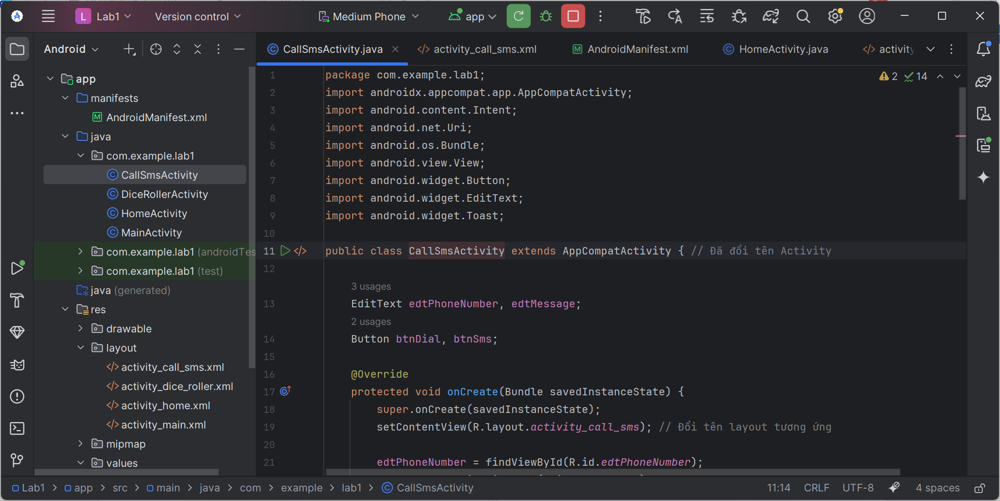 L Lab1 Version control Medium Phone app
Android
CallSmsActivity.java activity_call_sms.xml AndroidManifest.xml HomeActivity.java activity
app
manifests
AndroidManifest.xml
java
com.example.lab1
CallSmsActivity
DiceRollerActivity
HomeActivity
MainActivity
com.example.lab1 (androidTes
com.example.lab1 (test)
java (generated)
res
drawable
layout
activity_call_sms.xml
activity_dice_roller.xml
activity_home.xml
activity_main.xml
mipmap
values
2 14
1 package com.example.lab1;
2 import androidx.appcompat.app.AppCompatActivity;
3 import android.content.Intent;
4 import android.net.Uri;
5 import android.os.Bundle;
6 import android.view.View;
7 import android.widget.Button;
8 import android.widget.EditText;
9 import android.widget.Toast;
10
11 public class CallSmsActivity extends AppCompatActivity { // Đã đổi tên Activity
12
3 usages
13 EditText edtPhoneNumber, edtMessage;
2 usages
14 Button btnDial, btnSms;
15
16 @Override
17 protected void onCreate(Bundle savedInstanceState) {
18 super.onCreate(savedInstanceState);
19 setContentView(R.layout.activity_call_sms); // Đổi tên layout tương ứng
20
21 edtPhoneNumber = findViewById(R.id.edtPhoneNumber);
Lab1 > app > src > main > java > com > example > lab1 > CallSmsActivity
11:14 CRLF UTF-8 4 spaces